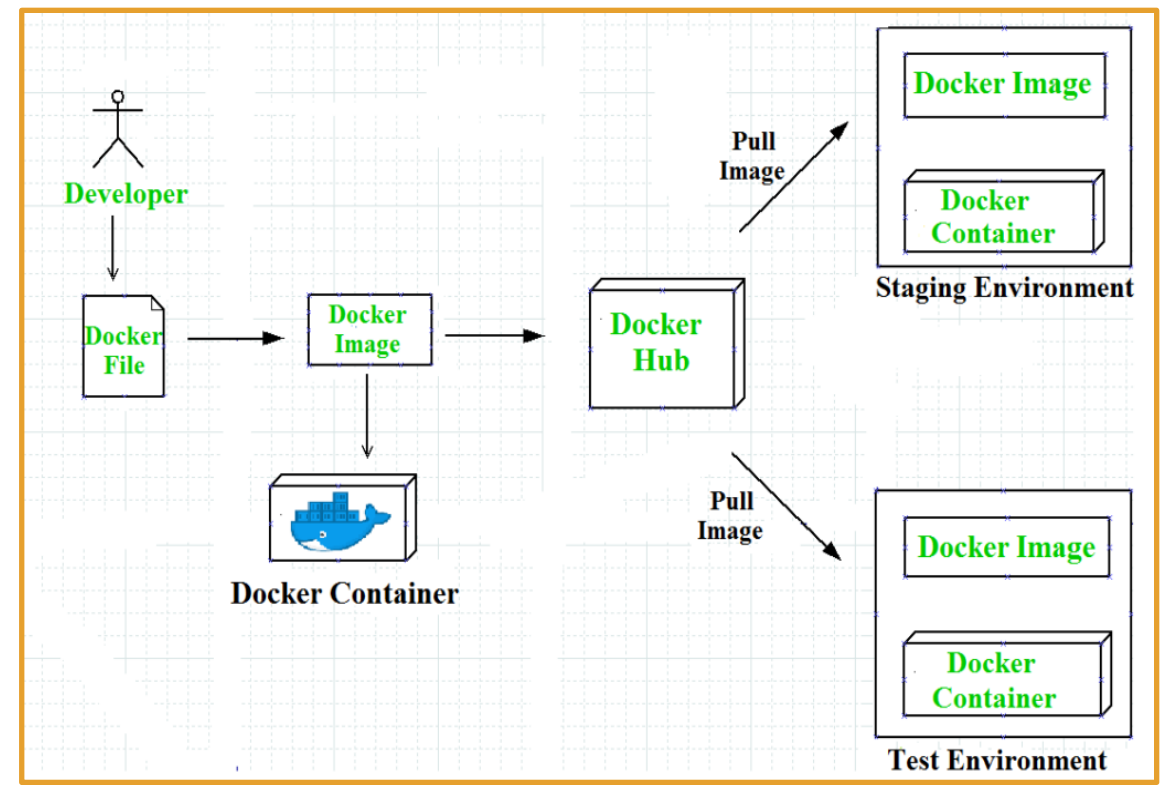 Developer
Docker
File
Docker
Image
Docker Container
Docker
Hub
Pull
Image
Docker Image
Docker
Container
Staging Environment
Pull
Image
Docker Image
Docker
Container
Test Environment